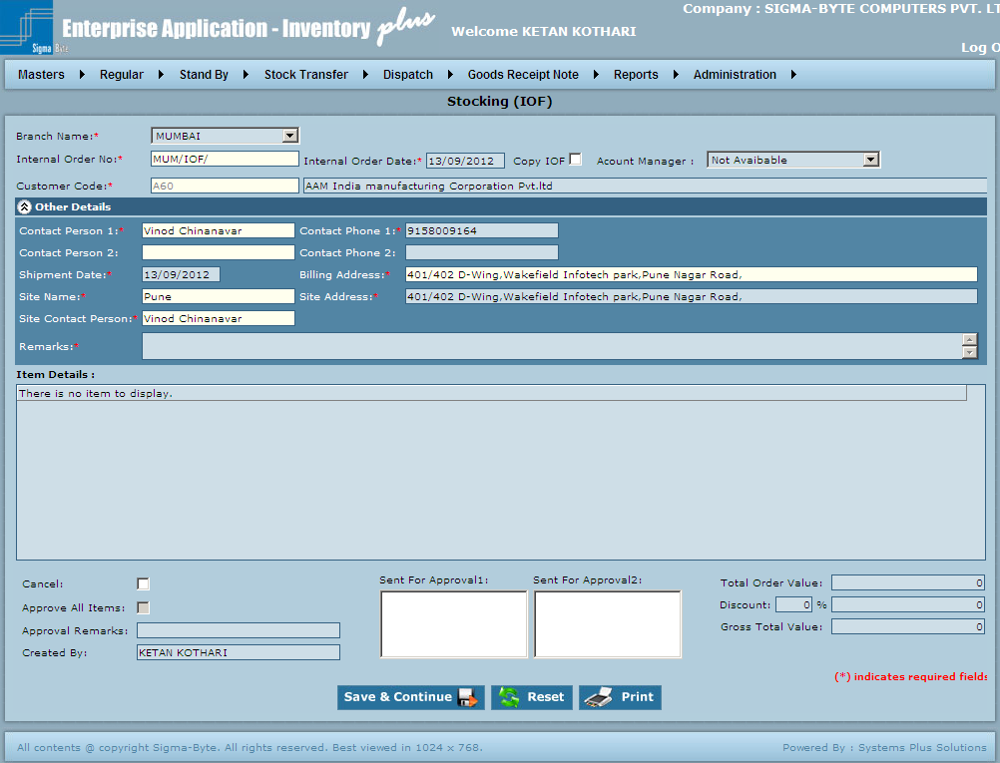 Company : SIGMA-BYTE COMPUTERS PVT. LT
Sigma Byte
Enterprise Application - Inventory plus
Welcome KETAN KOTHARI
Log O
Masters Regular Stand By Stock Transfer Dispatch Goods Receipt Note Reports Administration
Stocking (IOF)
Branch Name:* MUMBAI
Internal Order No:* MUM/IOF/ Internal Order Date:* 13/09/2012 Copy IOF Acount Manager : Not Avaibable
Customer Code:* A60 AAM India manufacturing Corporation Pvt.ltd
Other Details
Contact Person 1:* Vinod Chinanavar Contact Phone 1:* 9158009164
Contact Person 2: Contact Phone 2:
Shipment Date:* 13/09/2012 Billing Address:* 401/402 D-Wing,Wakefield Infotech park,Pune Nagar Road,
Site Name:* Pune Site Address:* 401/402 D-Wing,Wakefield Infotech park,Pune Nagar Road,
Site Contact Person:* Vinod Chinanavar
Remarks:*
Item Details :
There is no item to display.
Cancel: Sent For Approval1: Sent For Approval2: Total Order Value: 0
Approve All Items: Discount: 0 % 0
Approval Remarks: Gross Total Value: 0
Created By: KETAN KOTHARI
(*) indicates required fields
Save & Continue Reset Print
All contents @ copyright Sigma-Byte. All rights reserved. Best viewed in 1024 x 768. Powered By : Systems Plus Solutions